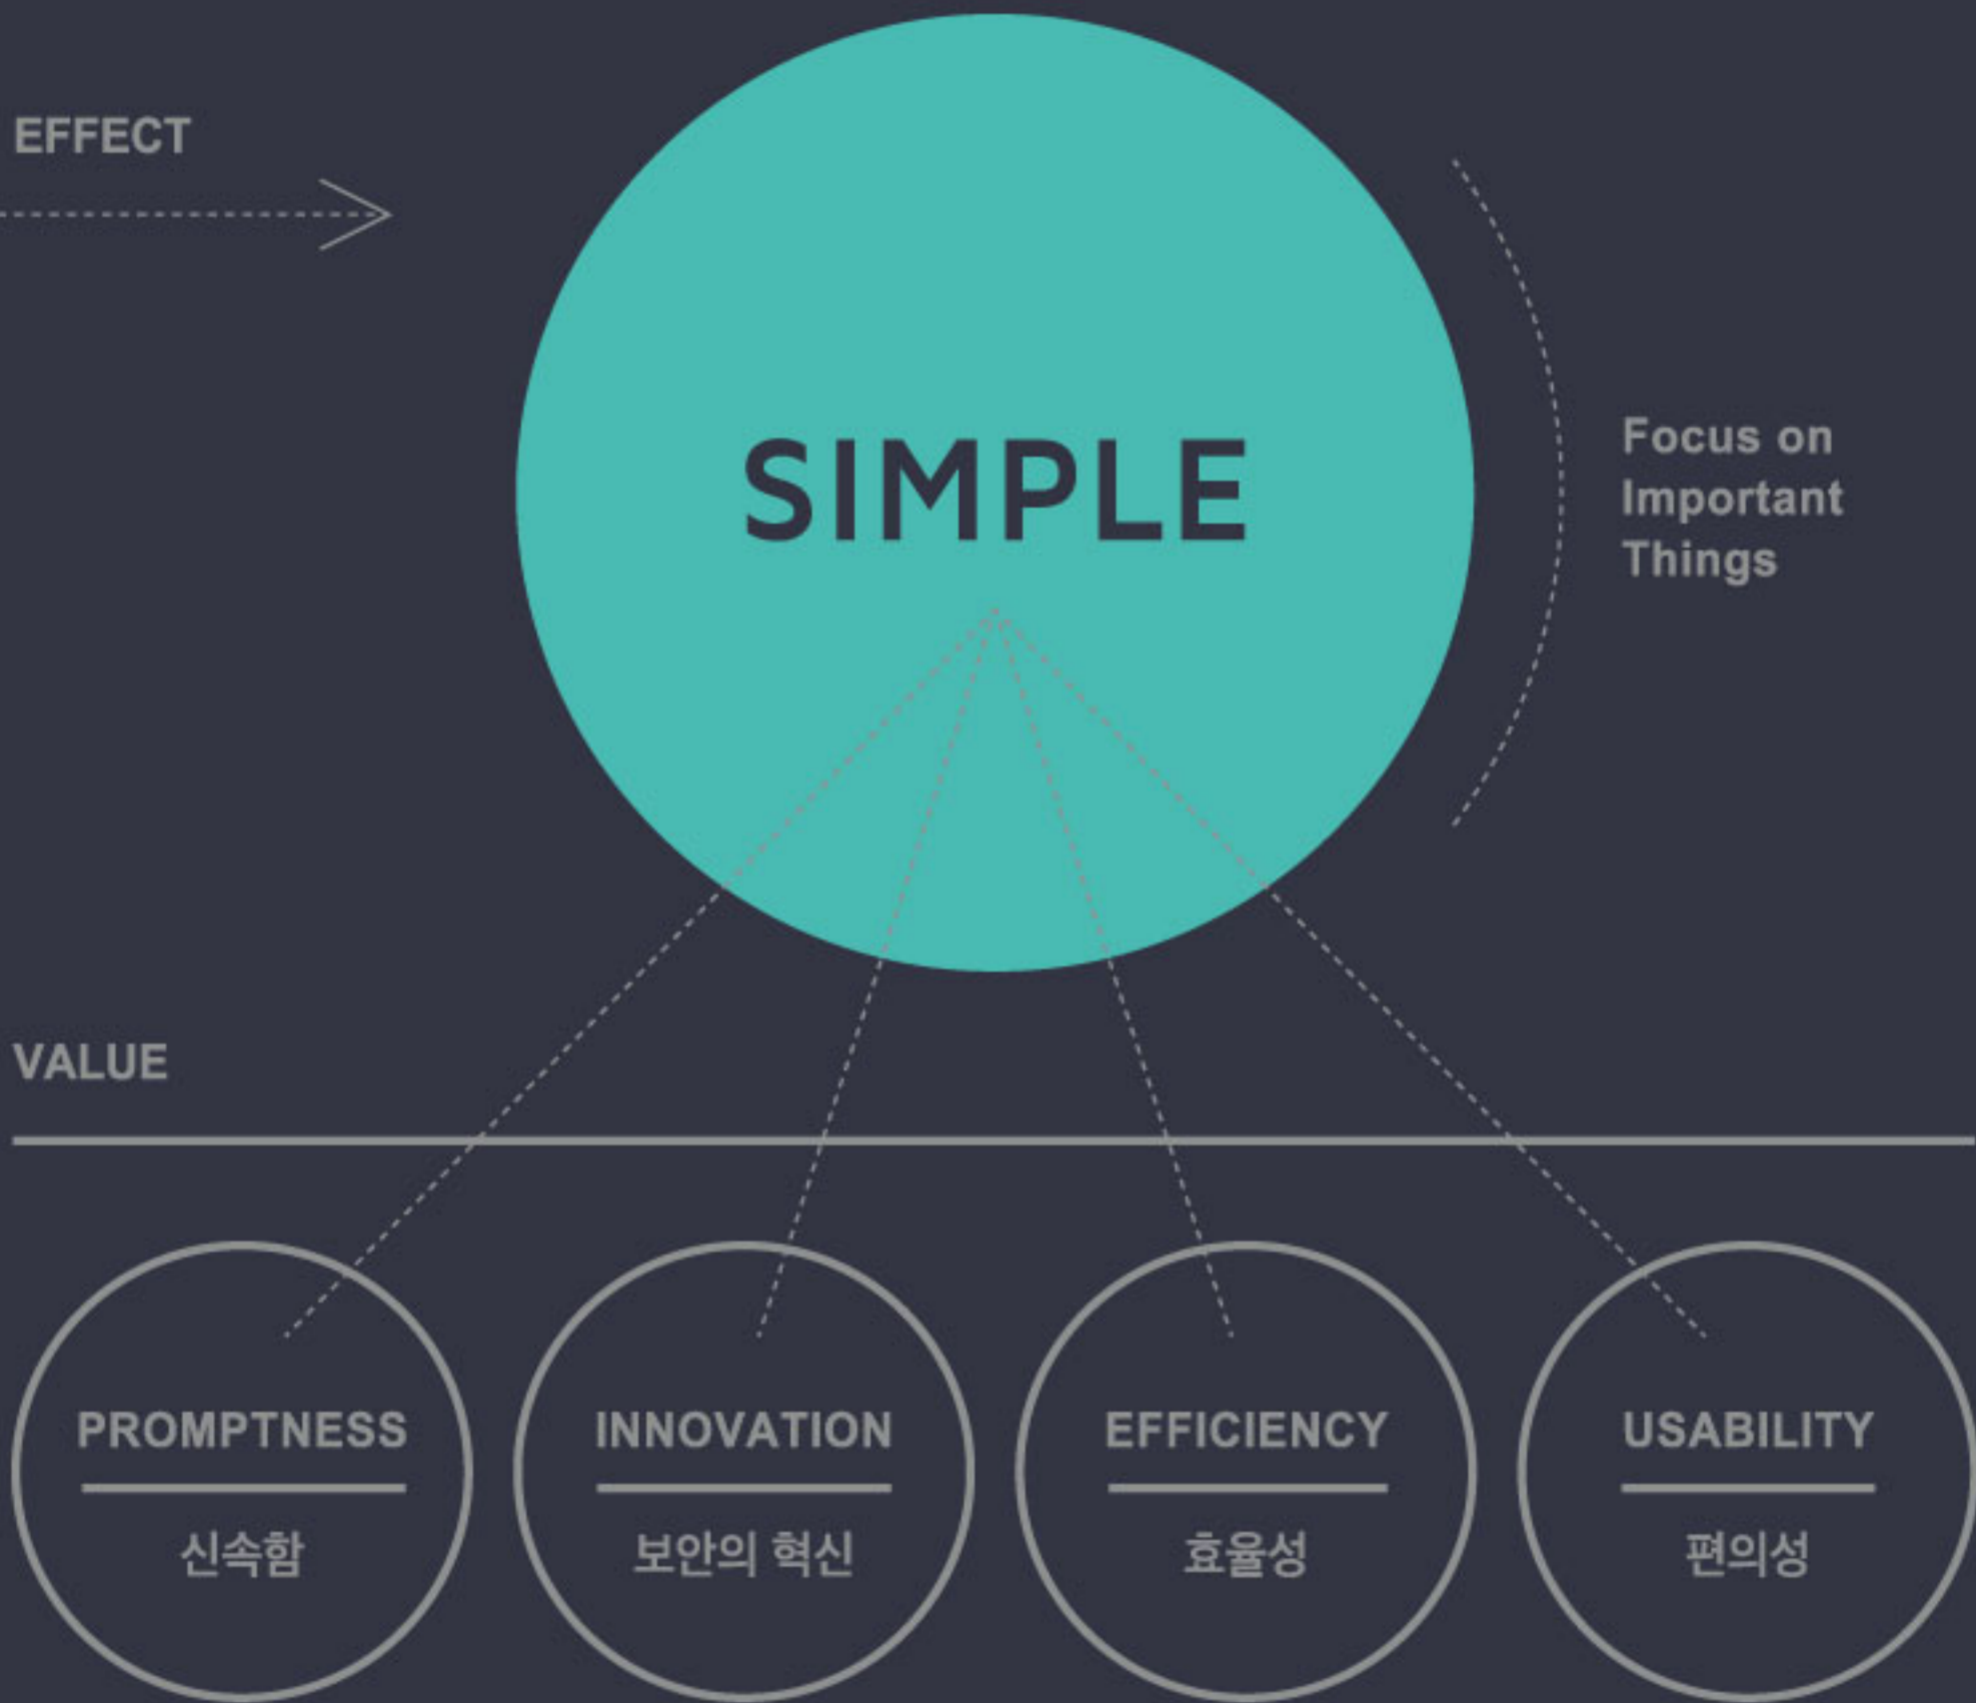 EFFECT
SIMPLE
Focus on
Important
Things
VALUE
PROMPTNESS
신속함
INNOVATION
보안의 혁신
EFFICIENCY
효율성
USABILITY
편의성